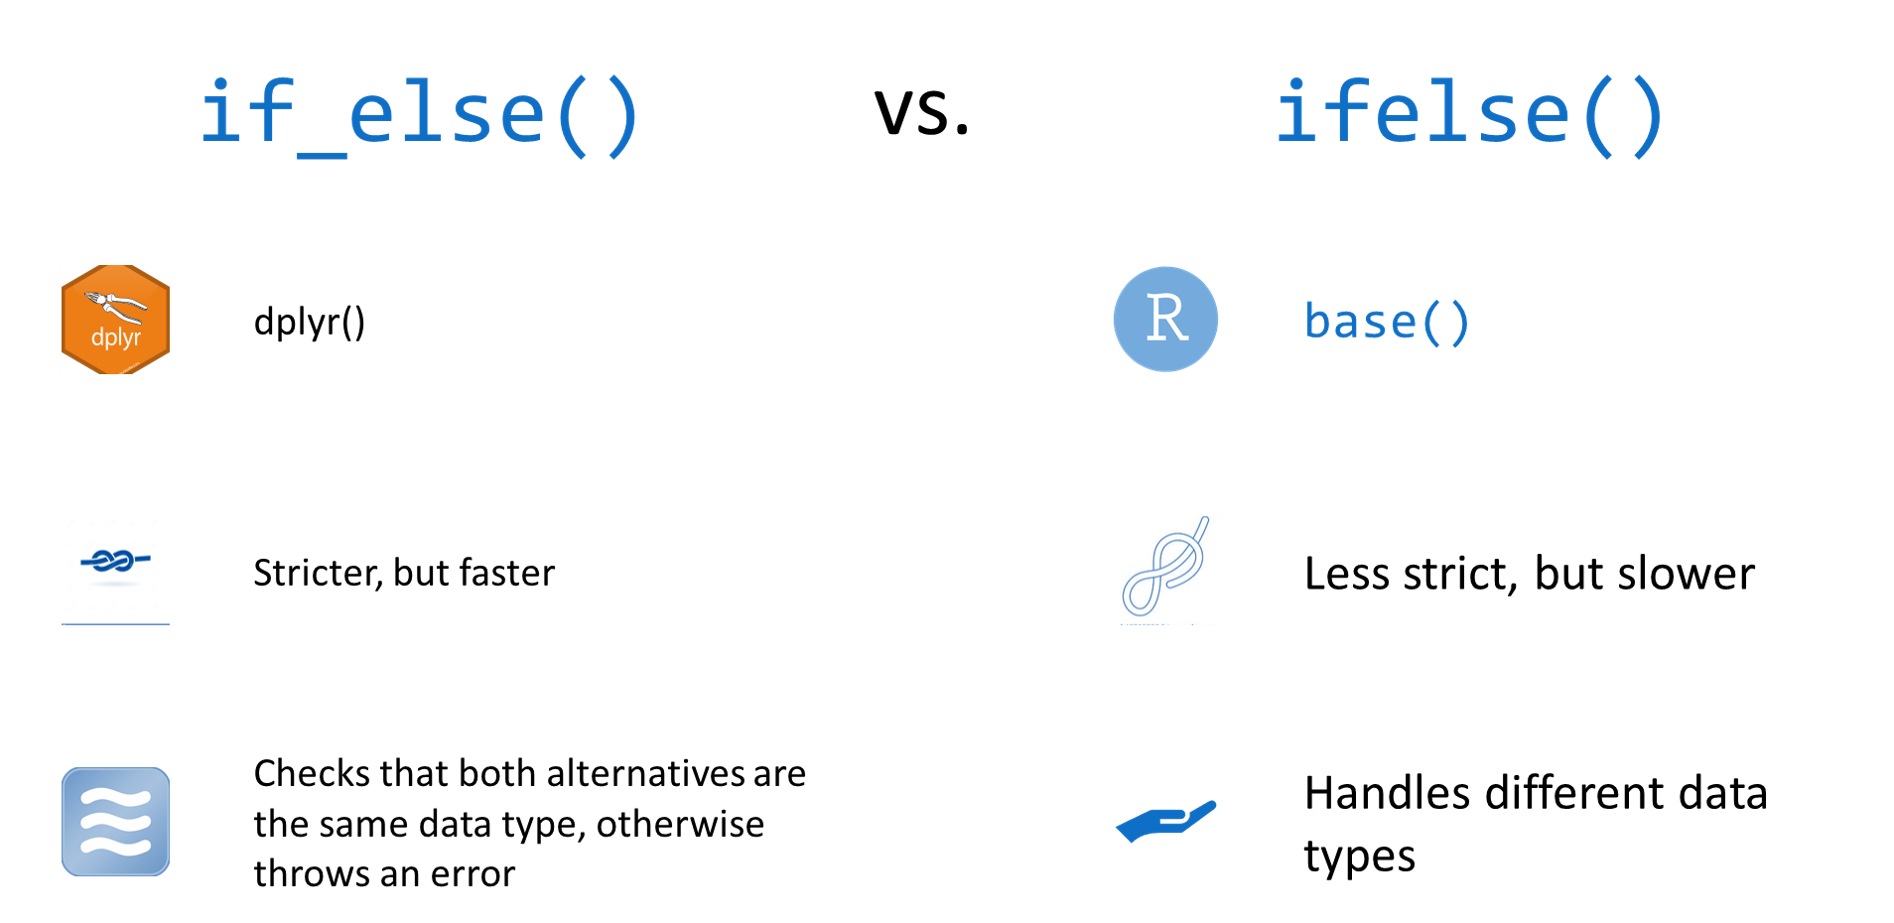 if_else() vs. ifelse()
dplyr
dplyr()
R
base()
Stricter, but faster
Less strict, but slower
Checks that both alternatives are
the same data type, otherwise
throws an error
Handles different data
types